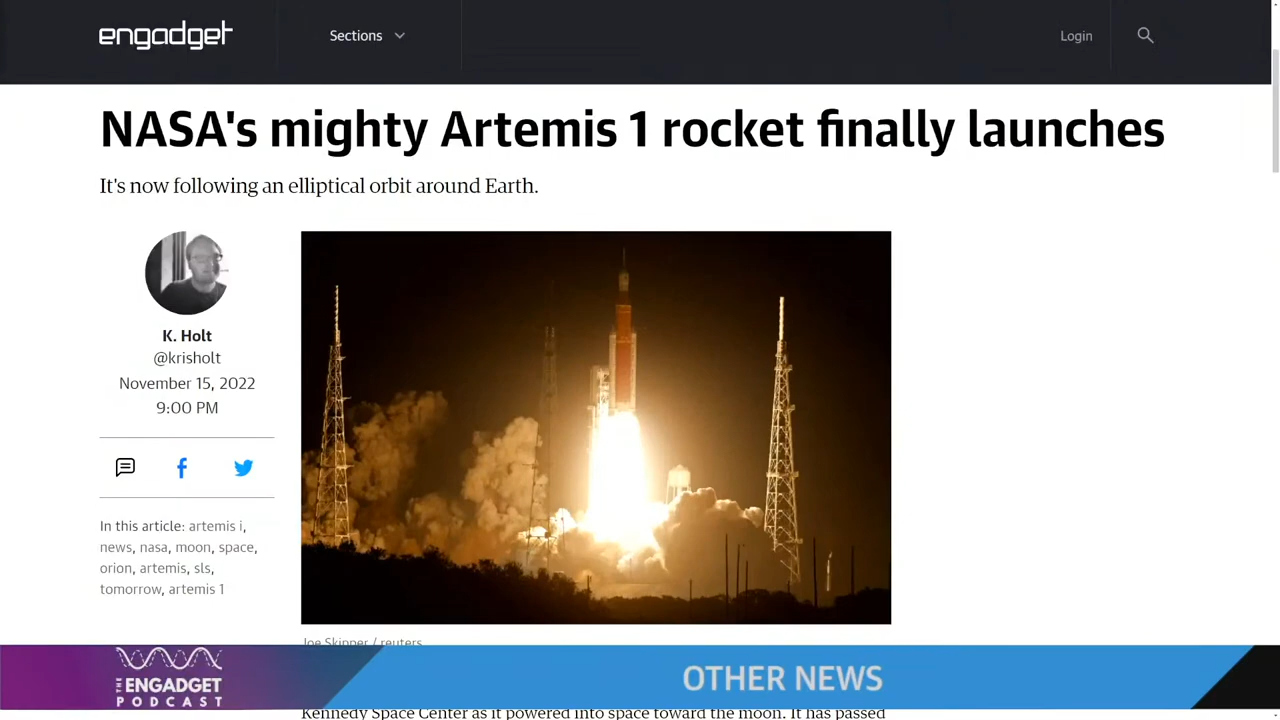 engadget
Sections
Login
NASA's mighty Artemis 1 rocket finally launches
It's now following an elliptical orbit around Earth.
K. Holt
@krisholt
November 15, 2022
9:00 PM
In this article: artemis i,
news, nasa, moon, space,
orion, artemis, sls,
tomorrow, artemis 1
Joe Skipper / reuters
THE
ENGADGET
PODCAST
OTHER NEWS
Kennedy Space Center as it powered into space toward the moon. It has passed